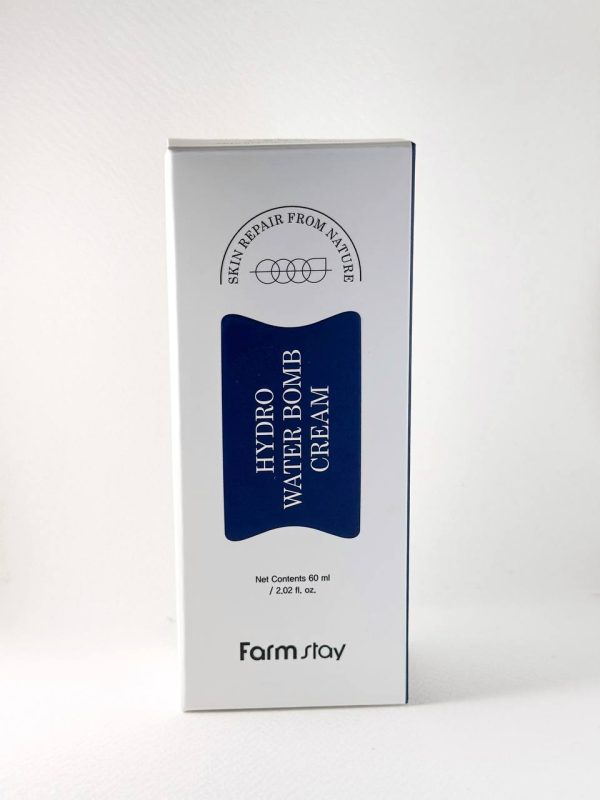 SKIN REPAIR FROM NATURE
HYDRO
WATER BOMB
CREAM
Net Contents 60 ml
/ 2.02 fl. oz.
Farm stay